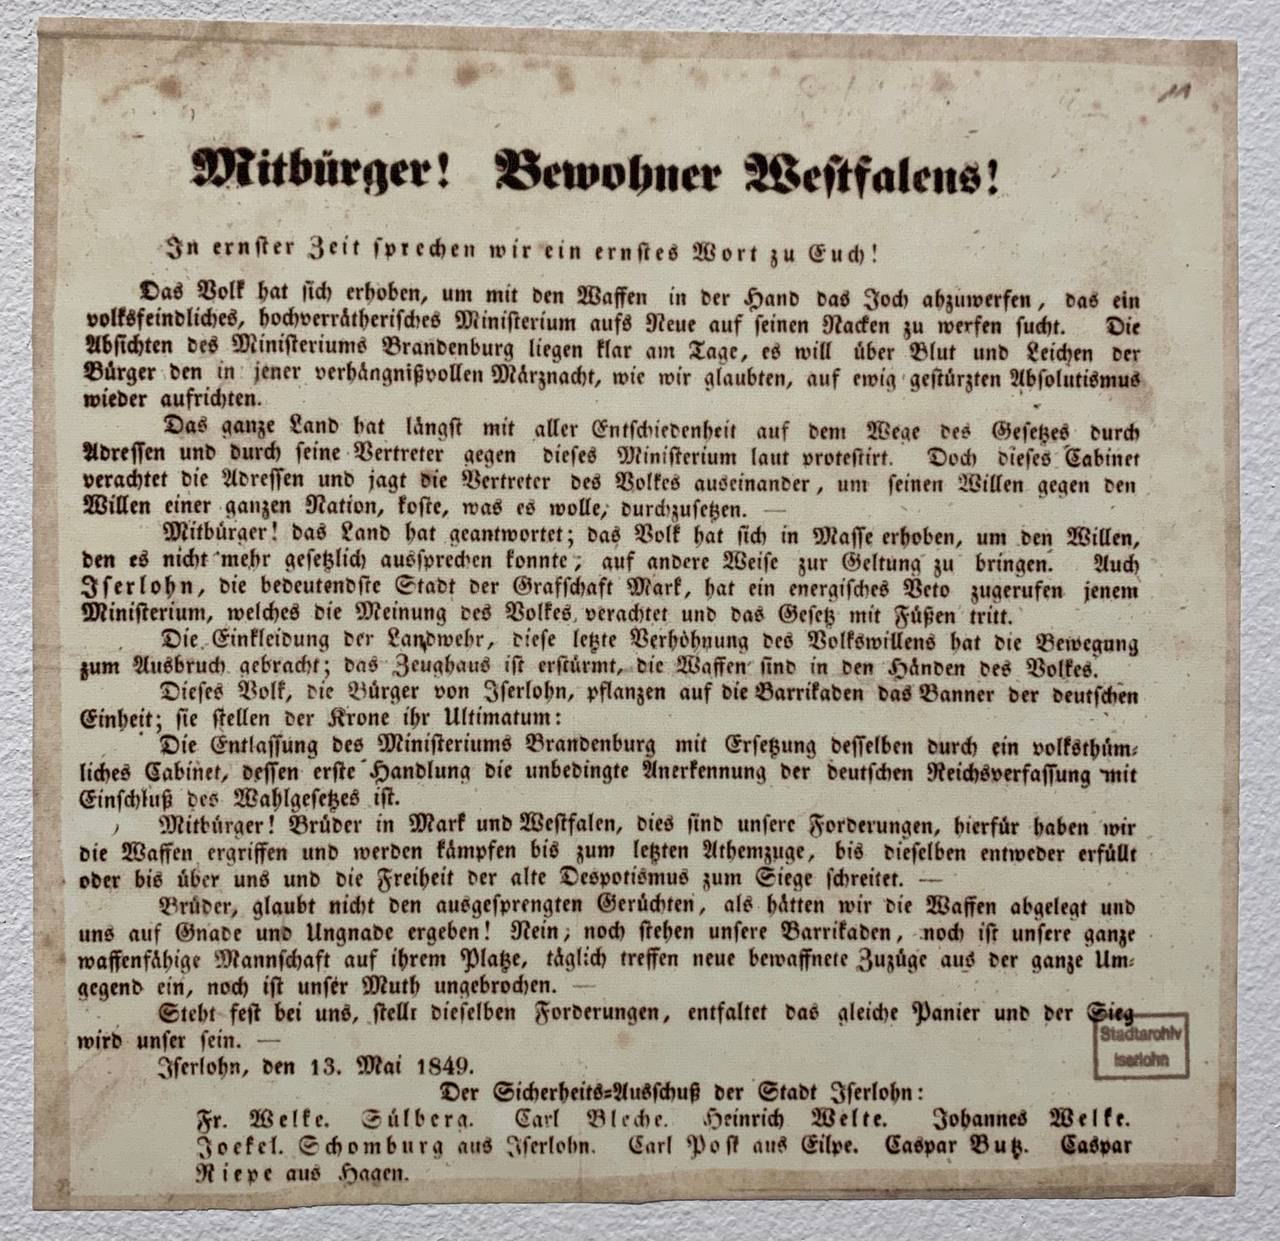 11
Mitbürger! Bewohner Westfalens!
In ernster Zeit sprechen wir ein ernstes Wort zu Euch!
Das Volk hat sich erhoben, um mit den Waffen in der Hand das Joch abzuwerfen, das ein
volksfeindliches, hochverrätherisches Ministerium aufs Neue auf seinen Nacken zu werfen sucht. Die
Absichten des Ministeriums Brandenburg liegen klar am Tage, es will über Blut und Leichen der
Bürger den in jener verhängnißvollen Märznacht, wie wir glaubten, auf ewig gestürzten Absolutismus
wieder aufrichten.
Das ganze Land hat längst mit aller Entschiedenheit auf dem Wege des Gesetzes durch
Adressen und durch seine Vertreter gegen dieses Ministerium laut protestirt. Doch dieses Cabinet
verachtet die Adressen und jagt die Vertreter des Volkes auseinander, um seinen Willen gegen den
Willen einer ganzen Nation, koste, was es wolle, durchzusetzen. —
Mitbürger! das Land hat geantwortet; das Volk hat sich in Masse erhoben, um den Willen,
den es nicht mehr gesetzlich aussprechen konnte, auf andere Weise zur Geltung zu bringen. Auch
Iserlohn, die bedeutendste Stadt der Grafschaft Mark, hat ein energisches Veto zugerufen jenem
Ministerium, welches die Meinung des Volkes verachtet und das Gesetz mit Füßen tritt.
Die Einkleidung der Landwehr, diese letzte Verhöhnung des Volkswillens hat die Bewegung
zum Ausbruch gebracht; das Zeughaus ist erstürmt, die Waffen sind in den Händen des Volkes.
Dieses Volk, die Bürger von Iserlohn, pflanzen auf die Barrikaden das Banner der deutschen
Einheit; sie stellen der Krone ihr Ultimatum:
Die Entlassung des Ministeriums Brandenburg mit Ersetzung desselben durch ein volksthüm-
liches Cabinet, dessen erste Handlung die unbedingte Anerkennung der deutschen Reichsverfassung mit
Einschluß des Wahlgesetzes ist.
Mitbürger! Brüder in Mark und Westfalen, dies sind unsere Forderungen, hierfür haben wir
die Waffen ergriffen und werden kämpfen bis zum letzten Athemzuge, bis dieselben entweder erfüllt
oder bis über uns und die Freiheit der alte Despotismus zum Siege schreitet. —
Brüder, glaubt nicht den ausgesprengten Gerüchten, als hätten wir die Waffen abgelegt und
uns auf Gnade und Ungnade ergeben! Nein, noch stehen unsere Barrikaden, noch ist unsere ganze
waffenfähige Mannschaft auf ihrem Platze, täglich treffen neue bewaffnete Zuzüge aus der ganze Um-
gegend ein, noch ist unser Muth ungebrochen. —
Steht fest bei uns, stellt dieselben Forderungen, entfaltet das gleiche Panier und der Sieg
wird unser sein. —
Stadtarchiv
Iserlohn
Iserlohn, den 13. Mai 1849.
Der Sicherheits-Ausschuß der Stadt Iserlohn:
Fr. Welke. Sülberg. Carl Bleche. Heinrich Welte. Johannes Welke.
Joekel. Schomburg aus Iserlohn. Carl Post aus Eilpe. Caspar Butz. Caspar
Riepe aus Hagen.